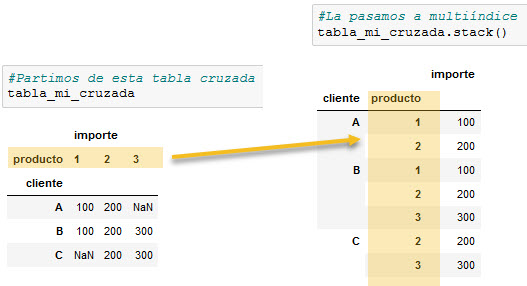 #La pasamos a multiíndice
tabla_mi_cruzada.stack()
#Partimos de esta tabla cruzada
tabla_mi_cruzada
importe
producto 1 2 3
cliente
A 100 200 NaN
B 100 200 300
C NaN 200 300
importe
cliente producto
A 1 100
2 200
B 1 100
2 200
3 300
C 2 200
3 300